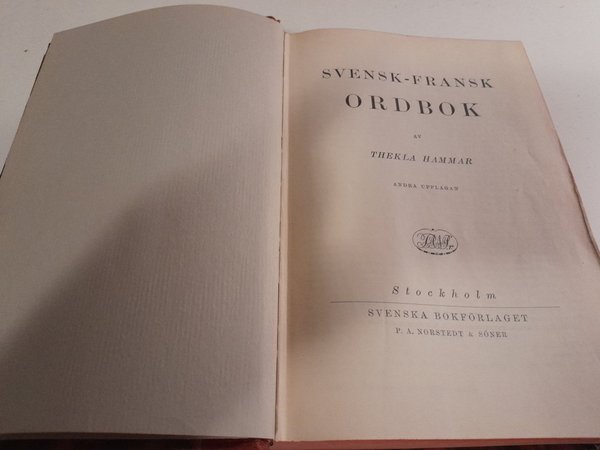 SVENSK-FRANSK
ORDBOK
AV
THEKLA HAMMAR
ANDRA UPPLAGAN
Stockholm
SVENSKA BOKFÖRLAGET
P. A. NORSTEDT & SÖNER